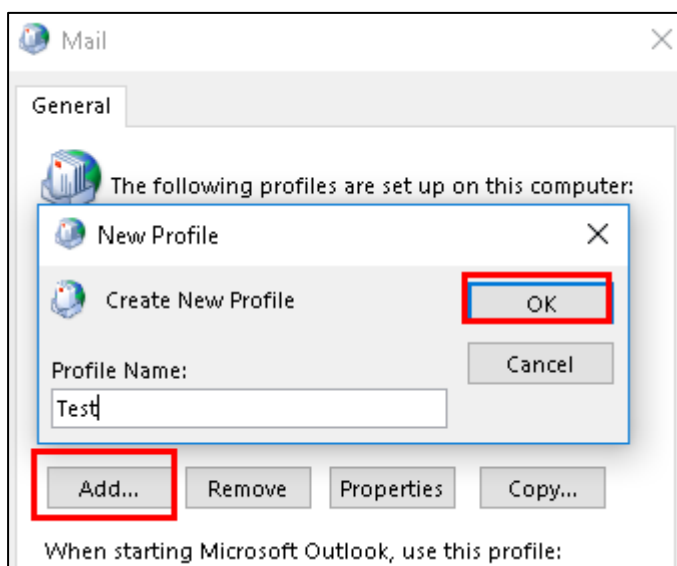 Mail
General
The following profiles are set up on this computer:
New Profile
Create New Profile
OK
Cancel
Profile Name:
Test
Add... Remove Properties Copy...
When starting Microsoft Outlook, use this profile: